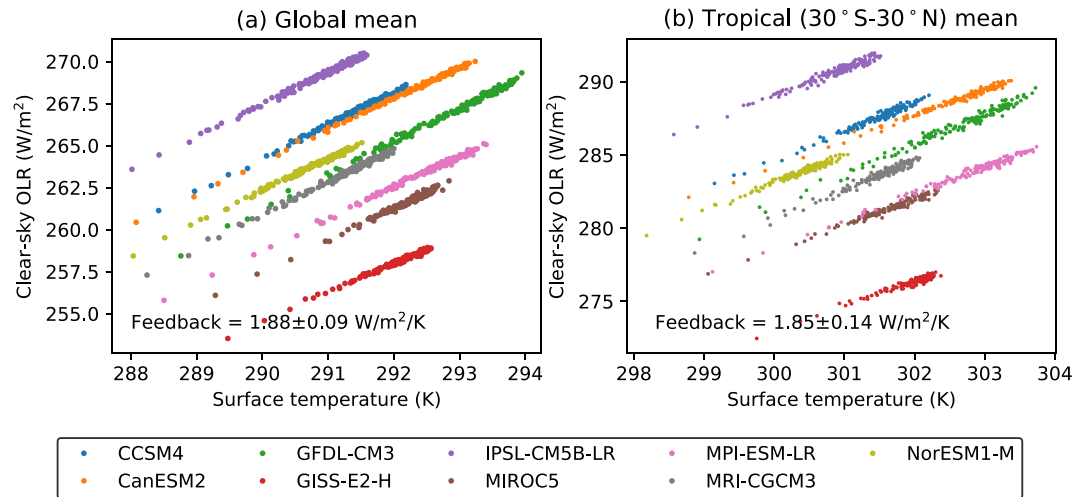 (a) Global mean
Clear-sky OLR (W/m²)
270.0
267.5
265.0
262.5
260.0
257.5
255.0
Feedback = 1.88±0.09 W/m²/K
288 289 290 291 292 293 294
Surface temperature (K)
(b) Tropical (30°S-30°N) mean
Clear-sky OLR (W/m²)
290
285
280
275
Feedback = 1.85±0.14 W/m²/K
298 299 300 301 302 303 304
Surface temperature (K)
CCSM4 GFDL-CM3 IPSL-CM5B-LR MPI-ESM-LR NorESM1-M
CanESM2 GISS-E2-H MIROC5 MRI-CGCM3